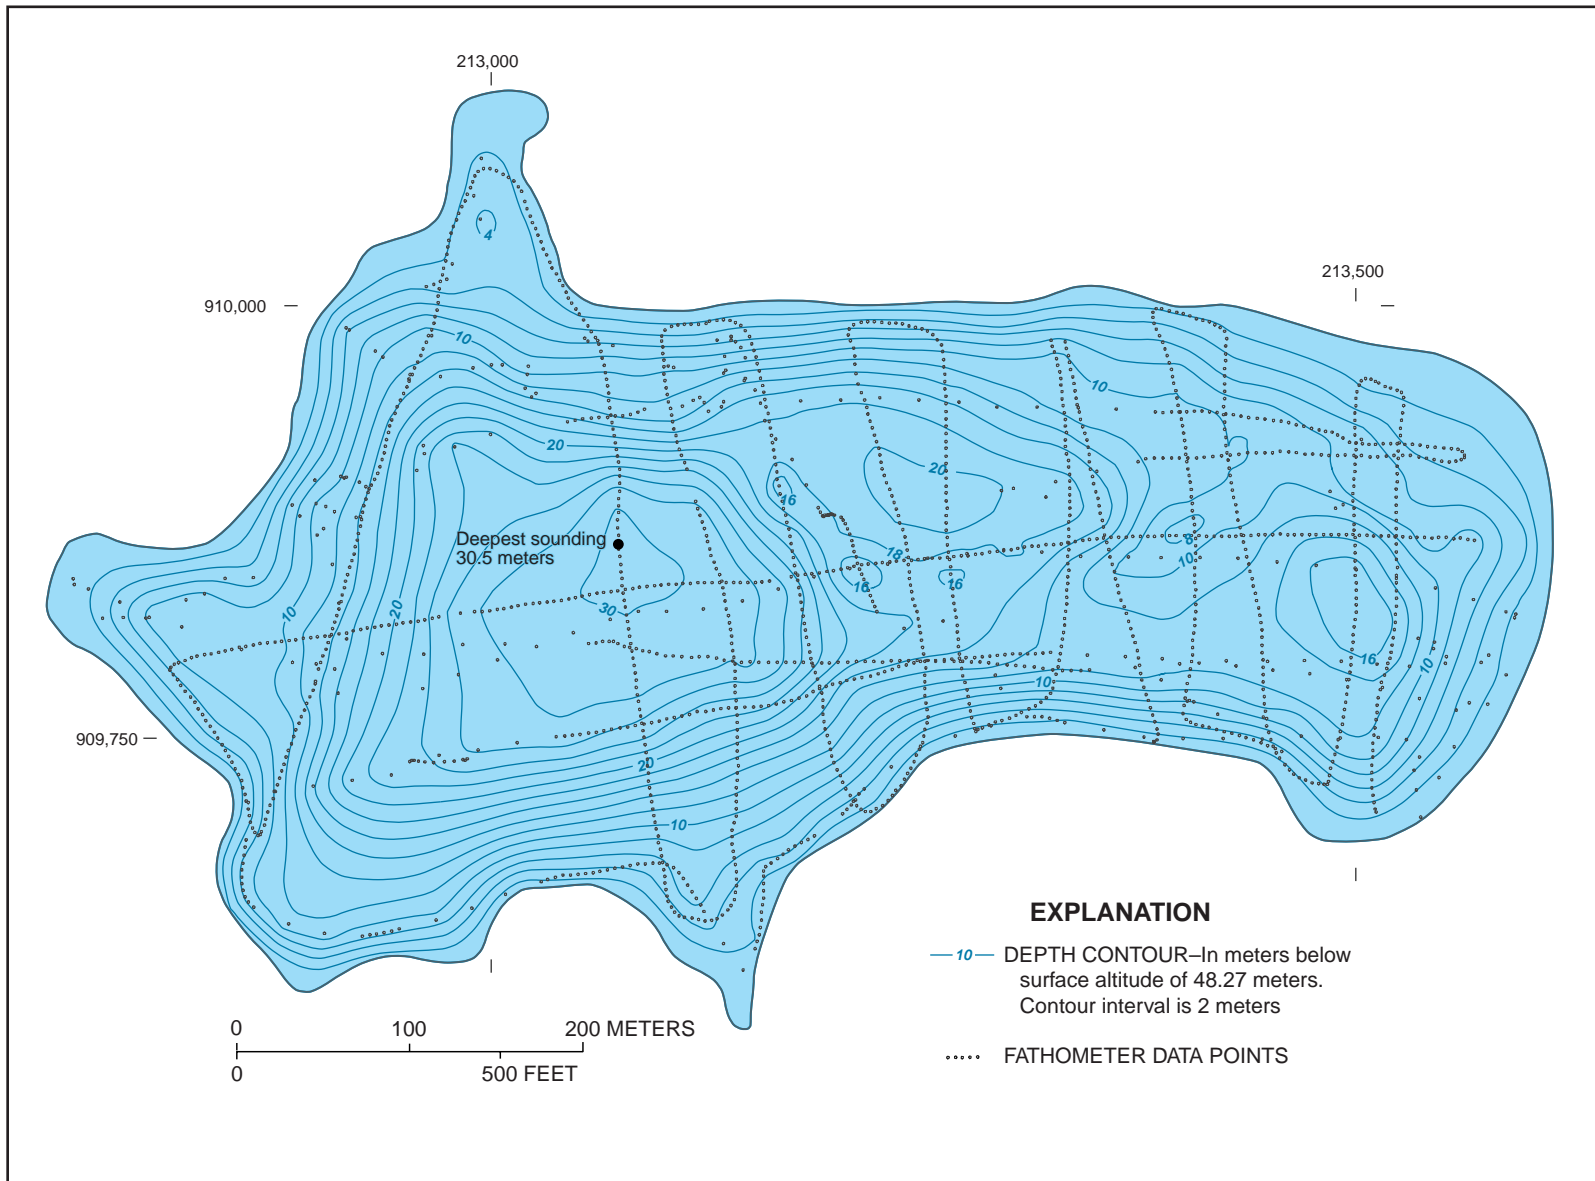 213,000
4
213,500
910,000
10
10
20
20
16
Deepest sounding
30.5 meters
18
8
10
16
16
30
10
20
16
10
10
909,750
20
10
EXPLANATION
10 DEPTH CONTOUR–In meters below
surface altitude of 48.27 meters.
Contour interval is 2 meters
0 100 200 METERS
0 500 FEET
FATHOMETER DATA POINTS